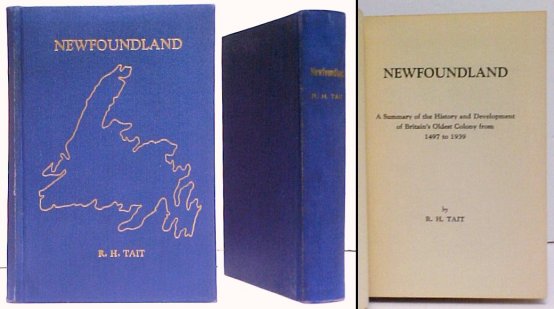 NEWFOUNDLAND
R. H. TAIT
Newfoundland
R. H. TAIT
NEWFOUNDLAND
A Summary of the History and Development
of Britain's Oldest Colony from
1497 to 1939
by
R. H. TAIT